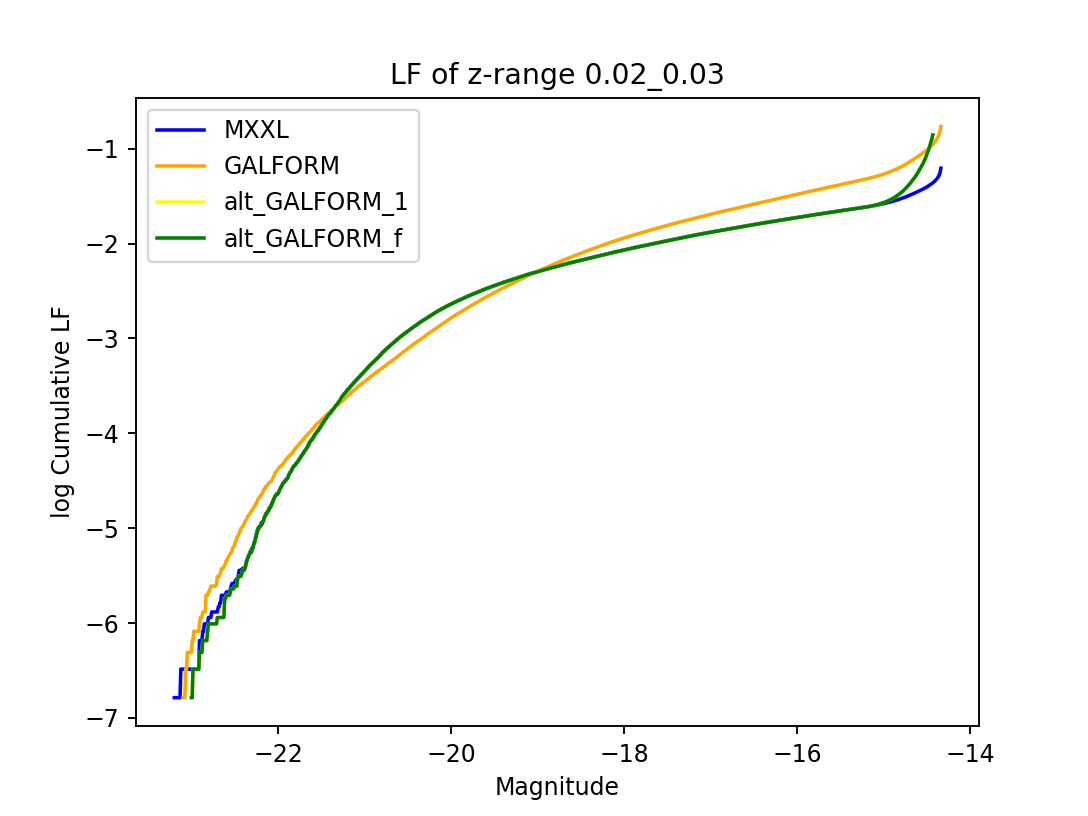 LF of z-range 0.02_0.03
MXXL
GALFORM
alt_GALFORM_1
alt_GALFORM_f
−1
−2
−3
−4
−5
−6
−7
log Cumulative LF
−22
−20
−18
−16
−14
Magnitude